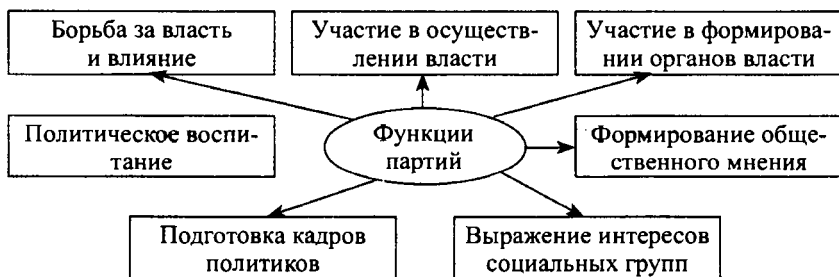 Борьба за власть
и влияние
Участие в осуществ-
лении власти
Участие в формирова-
нии органов власти
Политическое воспи-
тание
Функции
партий
Формирование обще-
ственного мнения
Подготовка кадров
политиков
Выражение интересов
социальных групп